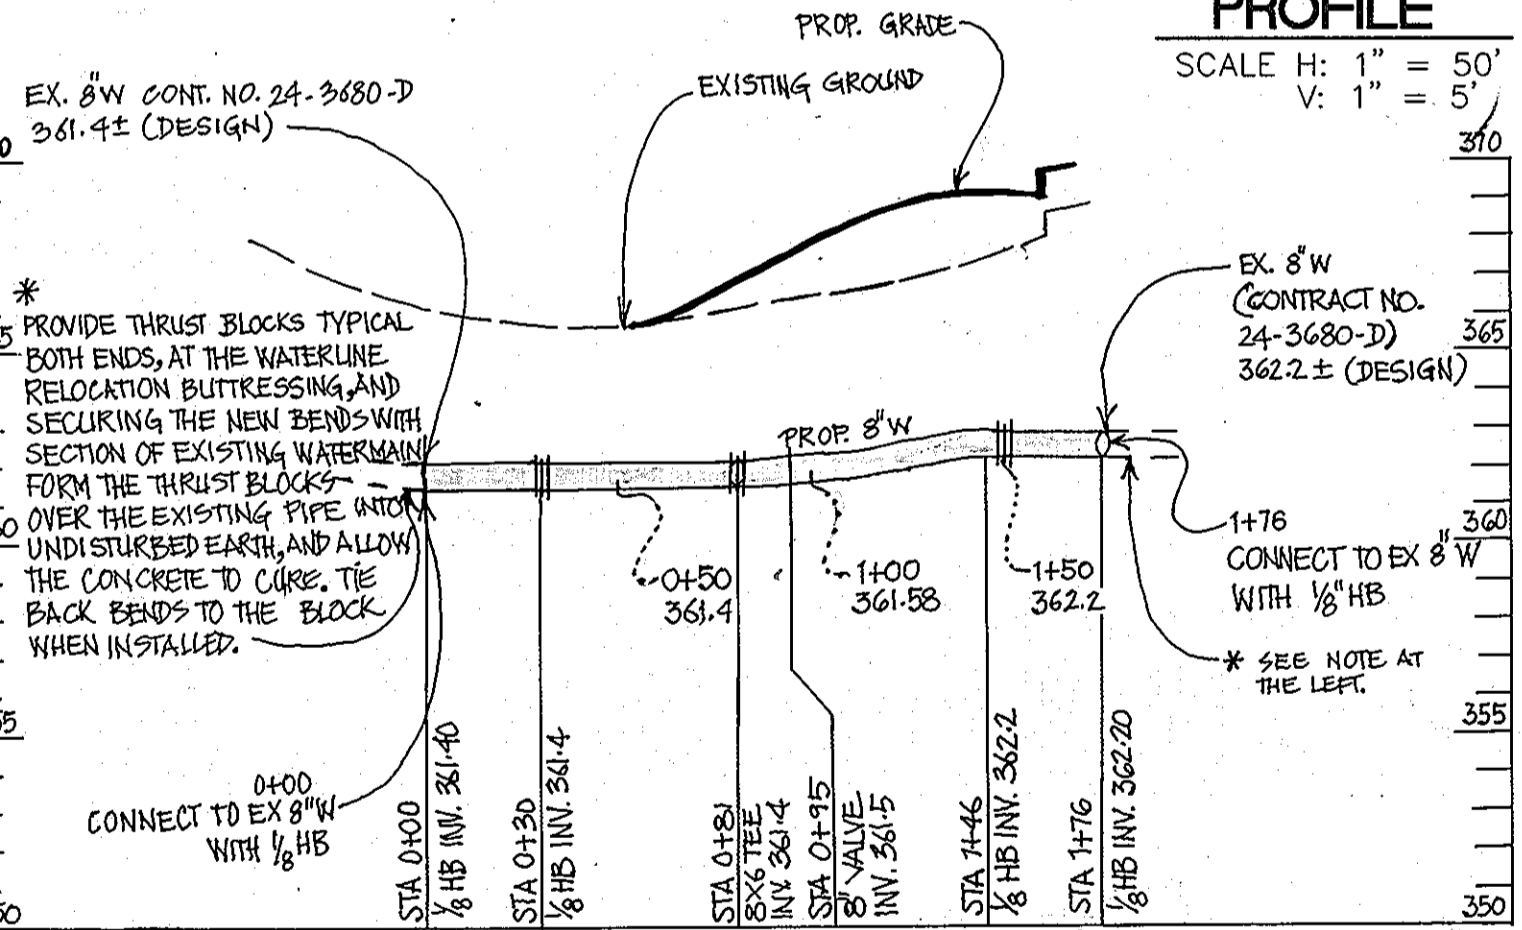 PROFILE
SCALE H: 1" = 50'
V: 1" = 5'
PROP. GRADE
EXISTING GROUND
EX. 8"W CONT. NO. 24-3680-D
361.4± (DESIGN)
*
PROVIDE THRUST BLOCKS TYPICAL
BOTH ENDS, AT THE WATERLINE
RELOCATION BUTTRESSING, AND
SECURING THE NEW BENDS WITH
SECTION OF EXISTING WATERMAIN
FORM THE THRUST BLOCKS
OVER THE EXISTING PIPE INTO
UNDISTURBED EARTH, AND ALLOW
THE CONCRETE TO CURE. TIE
BACK BENDS TO THE BLOCK
WHEN INSTALLED.
0
5
60
55
50
370
365
360
355
350
EX. 8"W
(CONTRACT NO.
24-3680-D)
362.2± (DESIGN)
PROP. 8"W
0+50
361.4
1+00
361.58
1+50
362.2
1+76
CONNECT TO EX 8"W
WITH 1/8"HB
* SEE NOTE AT
THE LEFT.
0+00
CONNECT TO EX 8"W
WITH 1/8 HB
STA 0+00
1/8 HB INV. 361.40
STA 0+30
1/8 HB INV. 361.4
STA 0+81
8X6 TEE
INV. 361.4
STA 0+95
8" VALVE
INV. 361.5
STA 1+46
1/8 HB INV. 362.2
STA 1+76
1/8 HB INV. 362.20